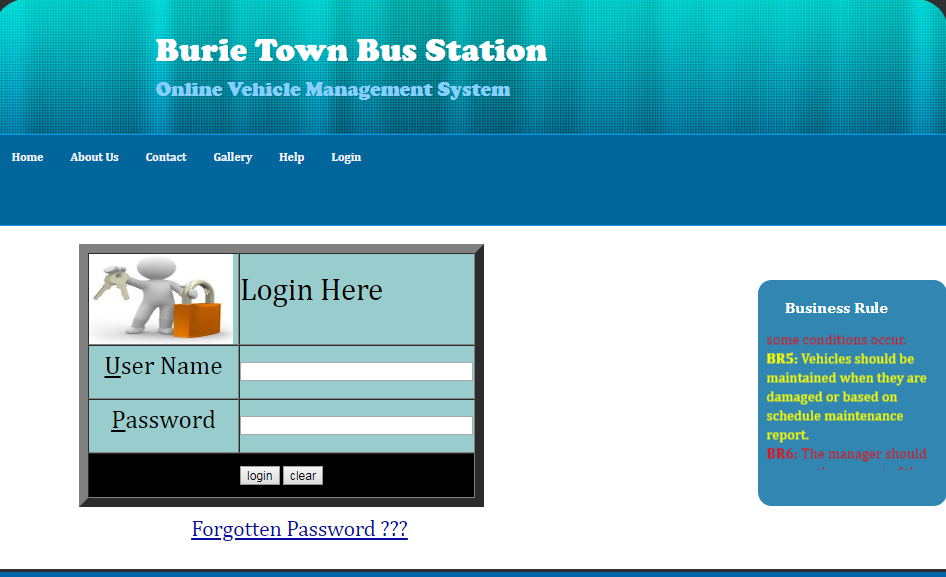 Burie Town Bus Station
Online Vehicle Management System
Home About Us Contact Gallery Help Login
Login Here
User Name
Password
login clear
Forgotten Password ???
Business Rule
some conditions occur.
BR5: Vehicles should be
maintained when they are
damaged or based on
schedule maintenance
report.
BR6: The manager should